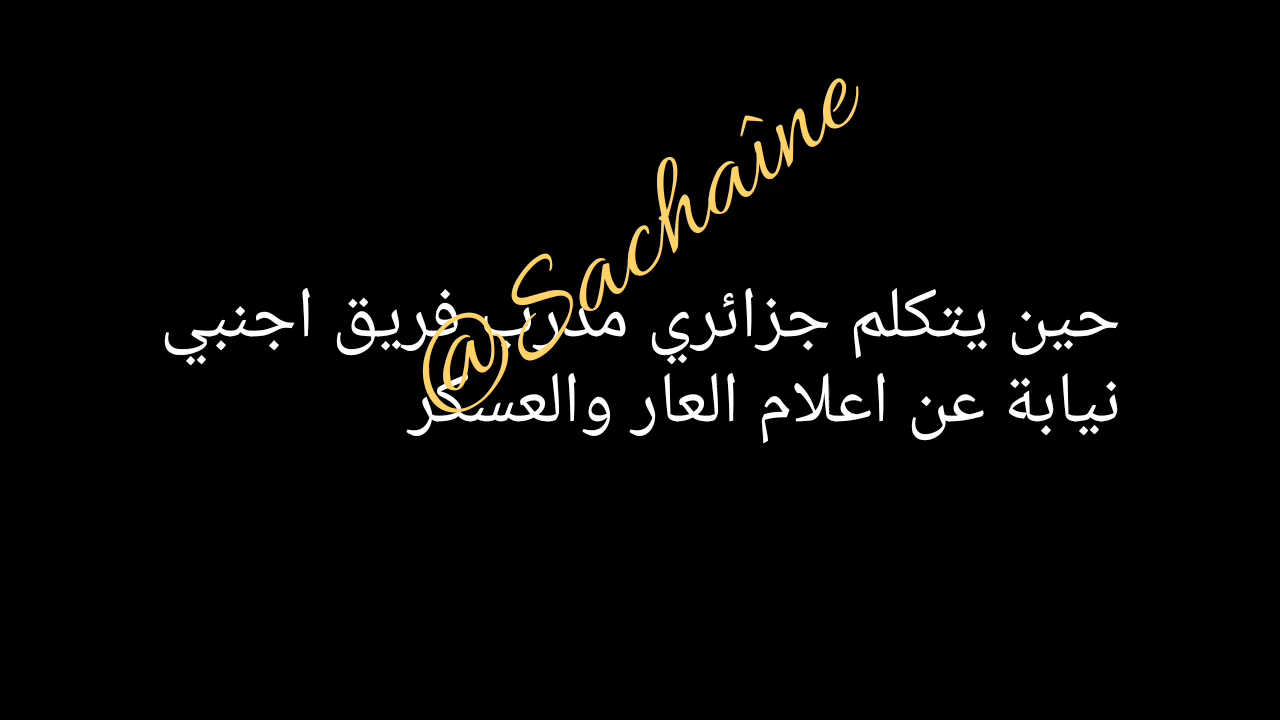 @Sachaîne
حين يتكلم جزائري مدرب فريق اجنبي
نيابة عن اعلام العار والعسكر